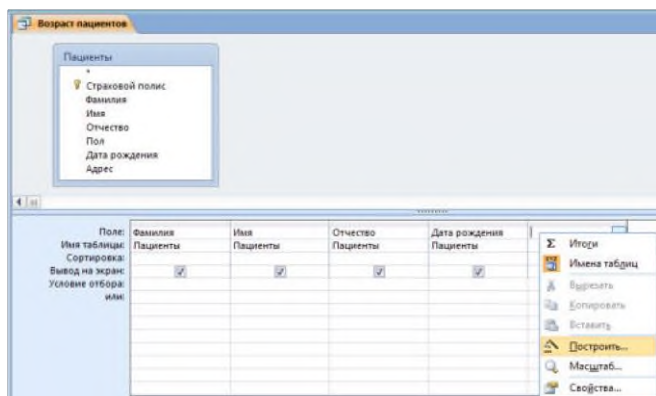 Возраст пациентов
Пациенты
*
Страховой полис
Фамилия
Имя
Отчество
Пол
Дата рождения
Адрес
Поле: Фамилия Имя Отчество Дата рождения
Имя таблицы: Пациенты Пациенты Пациенты Пациенты
Сортировка:
Вывод на экран:
Условие отбора:
или:
Σ Итоги
Имена таблиц
Вырезать
Копировать
Вставить
Построить...
Масштаб...
Свойства...